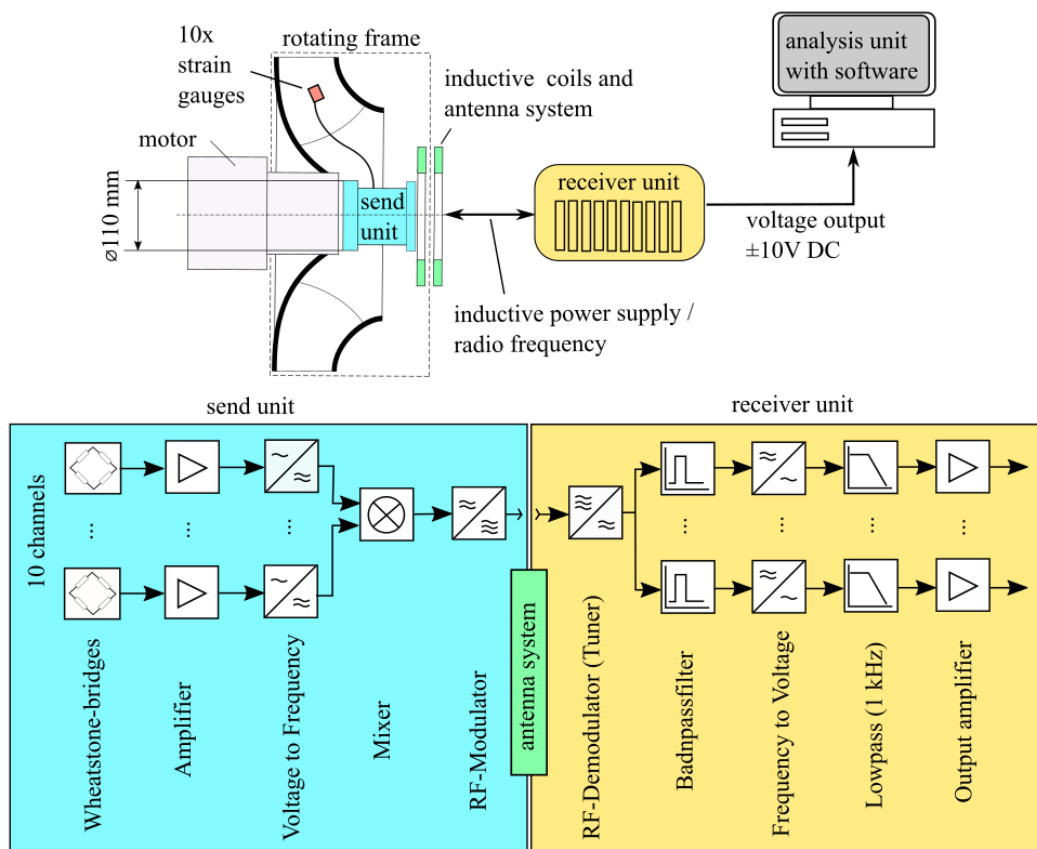 10x
strain
gauges
rotating frame
inductive coils and
antenna system
analysis unit
with software
motor
⌀110 mm
send
unit
receiver unit
voltage output
±10V DC
inductive power supply /
radio frequency
send unit
receiver unit
10 channels
...
...
...
...
...
...
...
Wheatstone-bridges
Amplifier
Voltage to Frequency
Mixer
RF-Modulator
antenna system
RF-Demodulator (Tuner)
Badnpassfilter
Frequency to Voltage
Lowpass (1 kHz)
Output amplifier